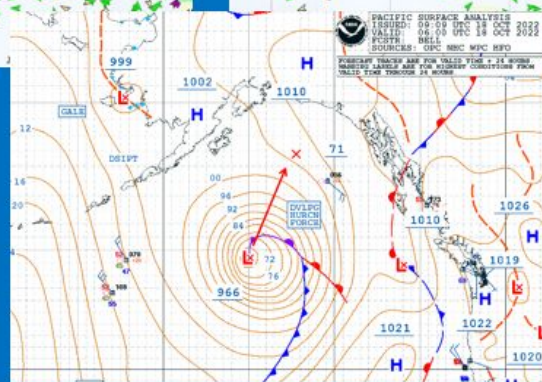 PACIFIC SURFACE ANALYSIS
ISSUED: 09:09 UTC 18 OCT 2022
VALID: 06:00 UTC 18 OCT 2022
FCSTR: BELL
SOURCES: OPC NHC WPC HFO
FORECAST TRACKS ARE FOR VALID TIME + 24 HOURS
WARNING LABELS ARE FOR HIGHEST CONDITIONS FROM
VALID TIME THROUGH 24 HOURS
999
L
1002
H
1010
H
GALE
DSIPT
12
16
20
71
00
96
92
84
DVLPG
HURCN
FORCE
1010
1026
H
L
72
76
966
L
1019
H
L
1021
H
1022
1020
H
H